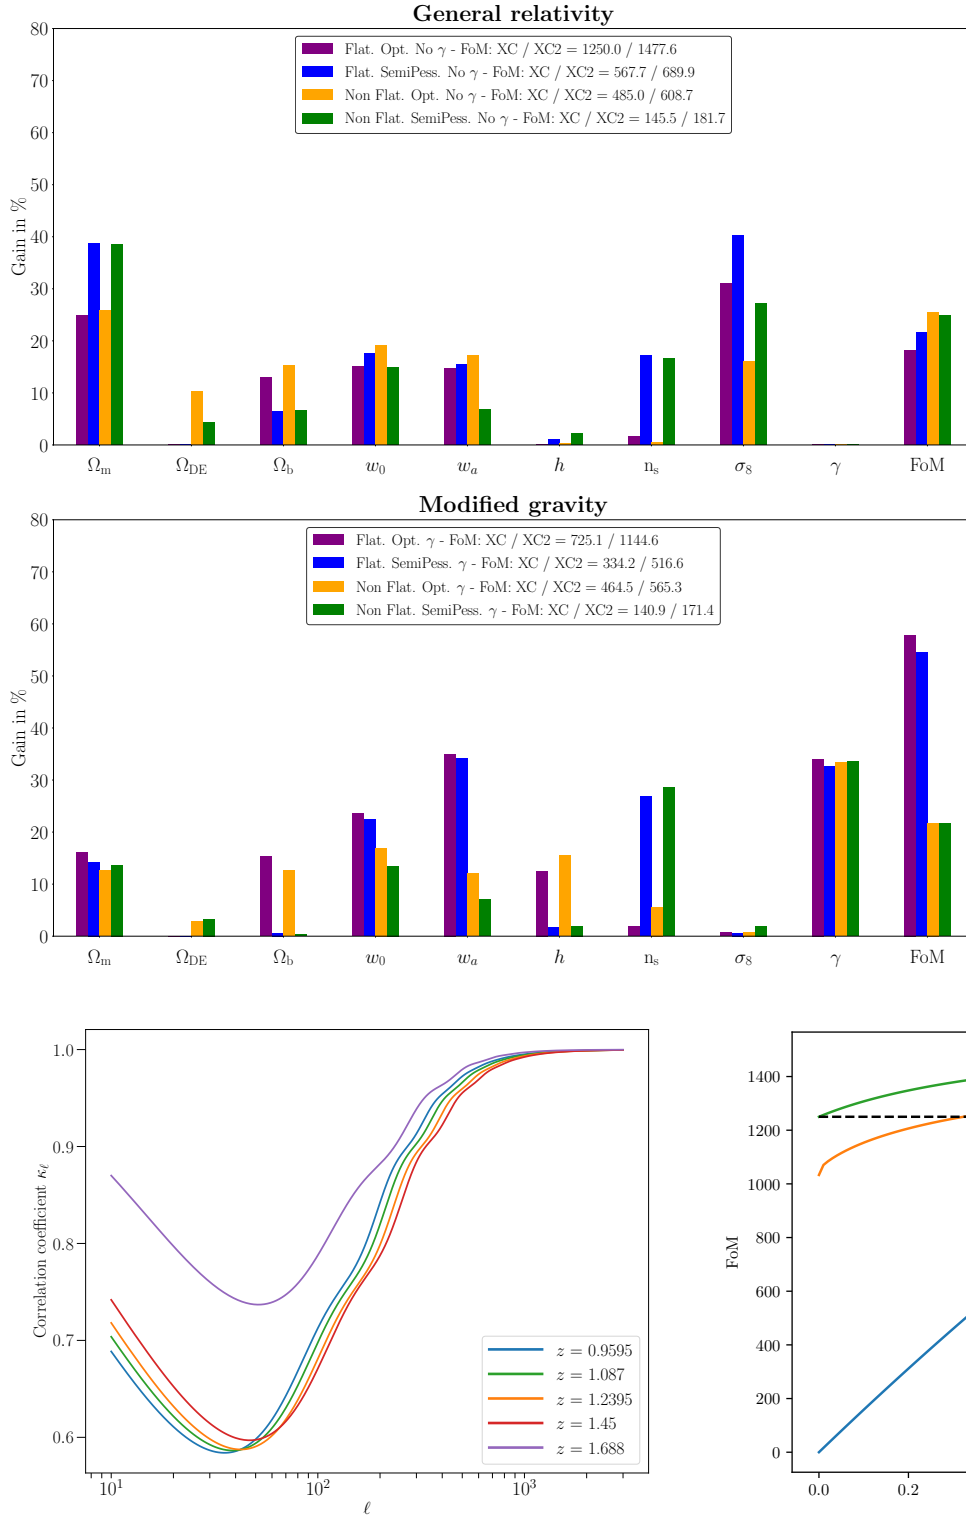 General relativity
80
70
60
50
40
30
20
10
0
Gain in %
Flat. Opt. No γ - FoM: XC / XC2 = 1250.0 / 1477.6
Flat. SemiPess. No γ - FoM: XC / XC2 = 567.7 / 689.9
Non Flat. Opt. No γ - FoM: XC / XC2 = 485.0 / 608.7
Non Flat. SemiPess. No γ - FoM: XC / XC2 = 145.5 / 181.7
Ωm ΩDE Ωb w0 wa h ns σ8 γ FoM
Modified gravity
80
70
60
50
40
30
20
10
0
Gain in %
Flat. Opt. γ - FoM: XC / XC2 = 725.1 / 1144.6
Flat. SemiPess. γ - FoM: XC / XC2 = 334.2 / 516.6
Non Flat. Opt. γ - FoM: XC / XC2 = 464.5 / 565.3
Non Flat. SemiPess. γ - FoM: XC / XC2 = 140.9 / 171.4
Ωm ΩDE Ωb w0 wa h ns σ8 γ FoM
1.0
0.9
0.8
0.7
0.6
Correlation coefficient κℓ
z = 0.9595
z = 1.087
z = 1.2395
z = 1.45
z = 1.688
10¹ 10² 10³
ℓ
1400
1200
1000
800
600
400
200
0
FoM
0.0 0.2